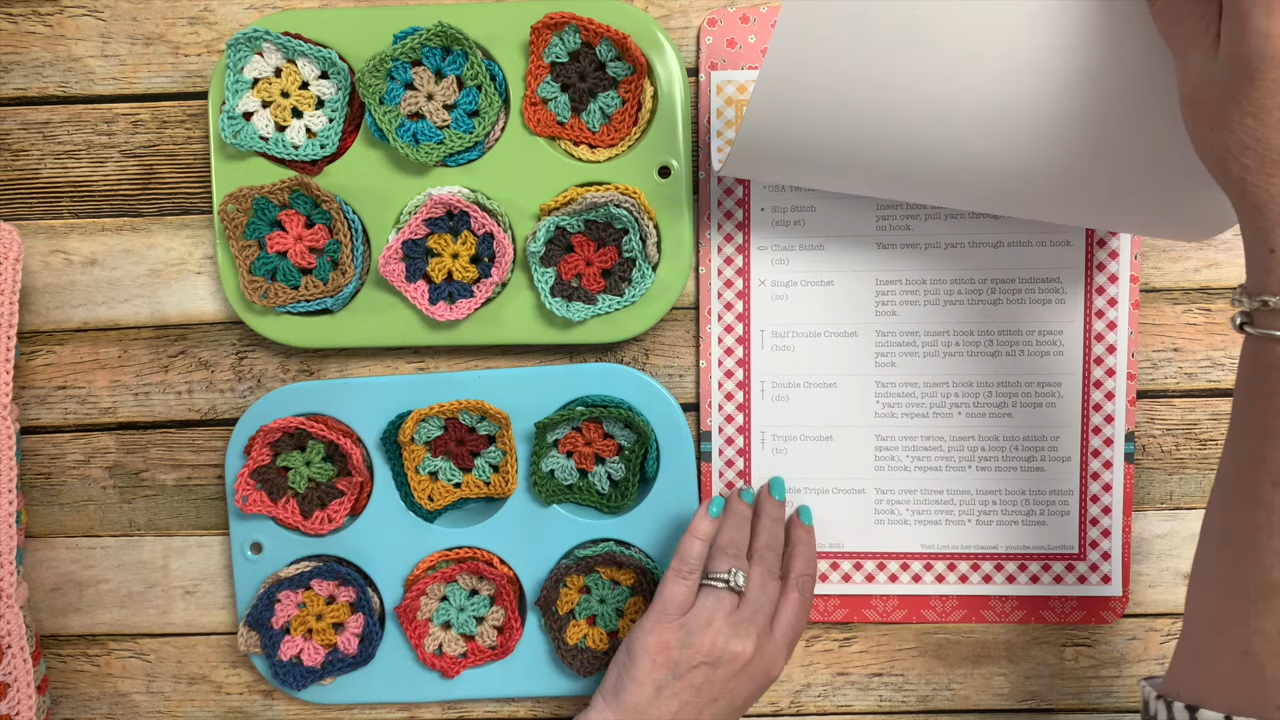 *USA Terms
Slip Stitch
(slip st)
Insert hook into
yarn over, pull yarn through
hook.
Chain Stitch
(ch)
Yarn over, pull yarn through stitch on hook.
Single Crochet
(sc)
Insert hook into stitch or space indicated,
yarn over, pull up a loop (2 loops on hook),
yarn over, pull yarn through both loops on
hook.
Half Double Crochet
(hdc)
Yarn over, insert hook into stitch or space
indicated, pull up a loop (3 loops on hook),
yarn over, pull yarn through all 3 loops on
hook.
Double Crochet
(dc)
Yarn over, insert hook into stitch or space
indicated, pull up a loop (3 loops on hook),
*yarn over, pull yarn through 2 loops on
hook; repeat from * once more.
Triple Crochet
(tc)
Yarn over twice, insert hook into stitch or
space indicated, pull up a loop (4 loops on
hook), *yarn over, pull yarn through 2 loops
on hook; repeat from * two more times.
uble Triple Crochet
Yarn over three times, insert hook into stitch
or space indicated, pull up a loop (5 loops on
hook), *yarn over, pull yarn through 2 loops
on hook; repeat from * four more times.
Co. 2021
Visit Lori on her channel - youtube.com/LoriHolt